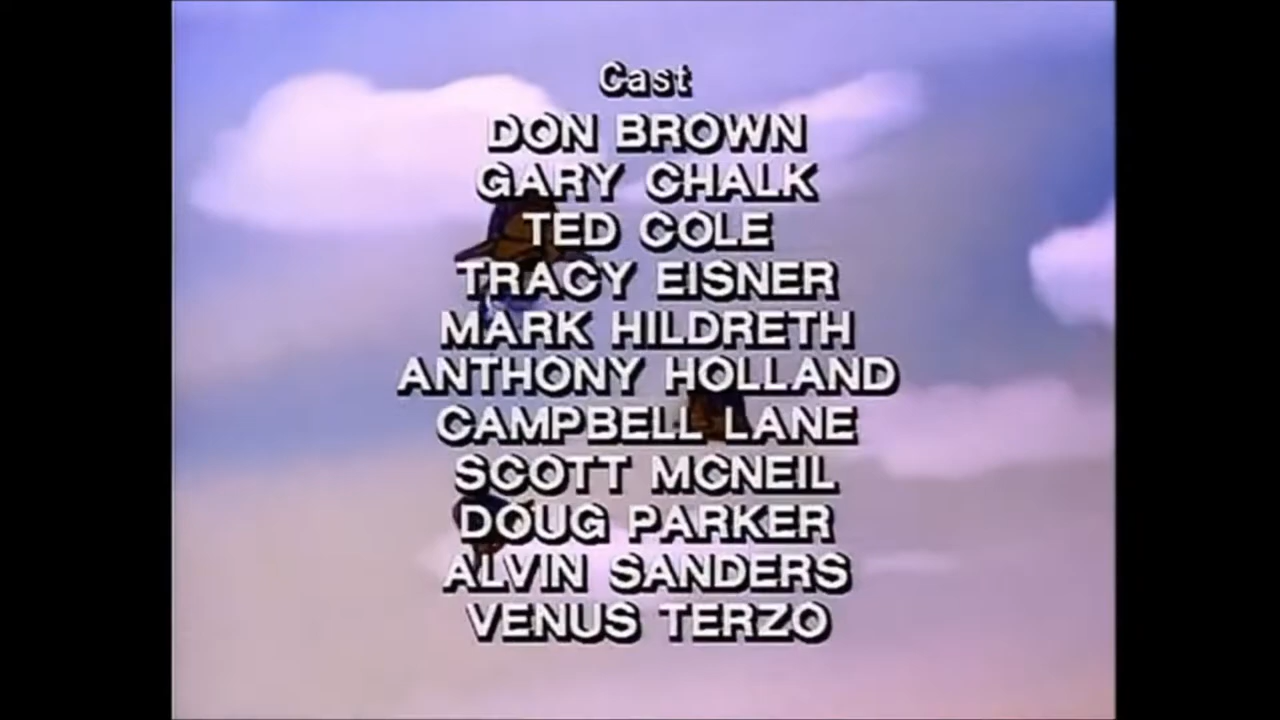 Cast
DON BROWN
GARY CHALK
TED COLE
TRACY EISNER
MARK HILDRETH
ANTHONY HOLLAND
CAMPBELL LANE
SCOTT MCNEIL
DOUG PARKER
ALVIN SANDERS
VENUS TERZO